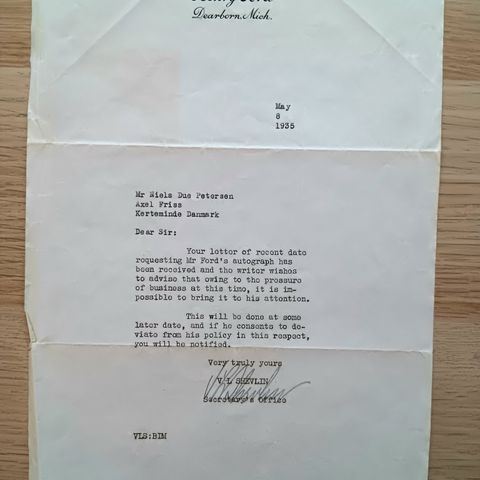 Dearborn, Mich.
May
8
1935
Mr Niels Due Petersen
Axel Friss
Kerteminde Danmark
Dear Sir:
Your letter of recent date
requesting Mr Ford's autograph has
been received and the writer wishes
to advise that owing to the pressure
of business at this time, it is im-
possible to bring it to his attention.
This will be done at some
later date, and if he consents to de-
viate from his policy in this respect,
you will be notified.
Very truly yours
V L SHEVLIN
Secretary's Office
VLS:BIM